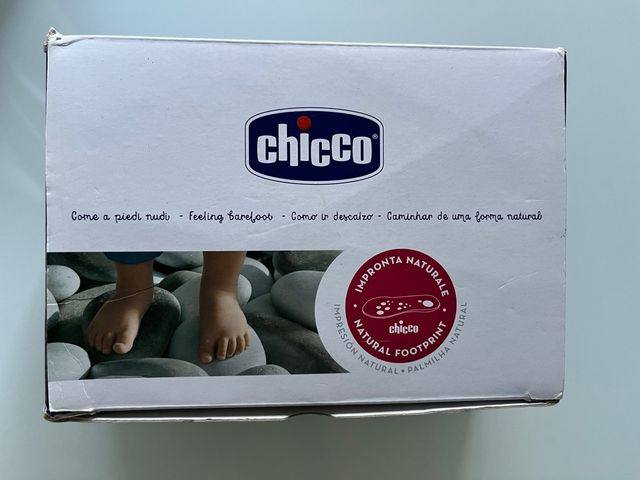 chicco®
Come a piedi nudi - Feeling barefoot - Como ir descalzo - Caminhar de uma forma natural
• IMPRONTA NATURALE •
chicco
NATURAL FOOTPRINT
IMPRESIÓN NATURAL • PALMILHA NATURAL